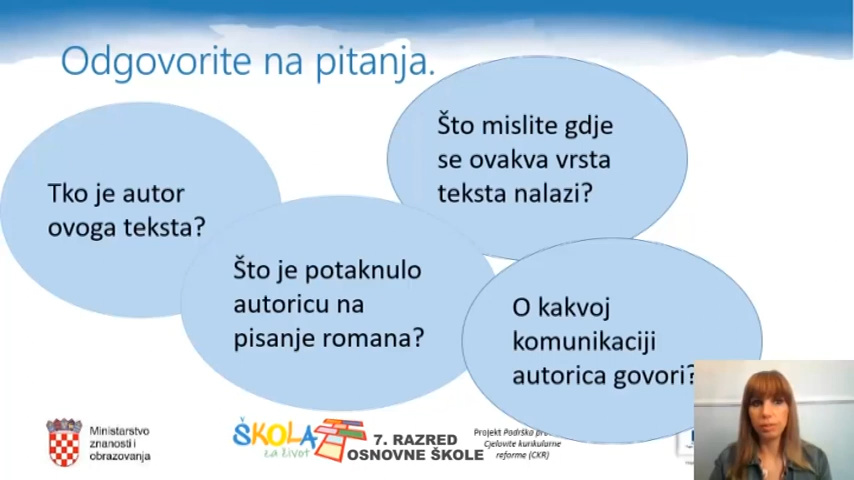 Odgovorite na pitanja.
Što mislite gdje
se ovakva vrsta
teksta nalazi?
Tko je autor
ovoga teksta?
Što je potaknulo
autoricu na
pisanje romana?
O kakvoj
komunikaciji
autorica govori?
Ministarstvo
znanosti i
obrazovanja
ŠKOLA
za život
7. RAZRED
OSNOVNE ŠKOLE
Projekt Podrška
Cjelovite kurikularne
reforme (CKR)